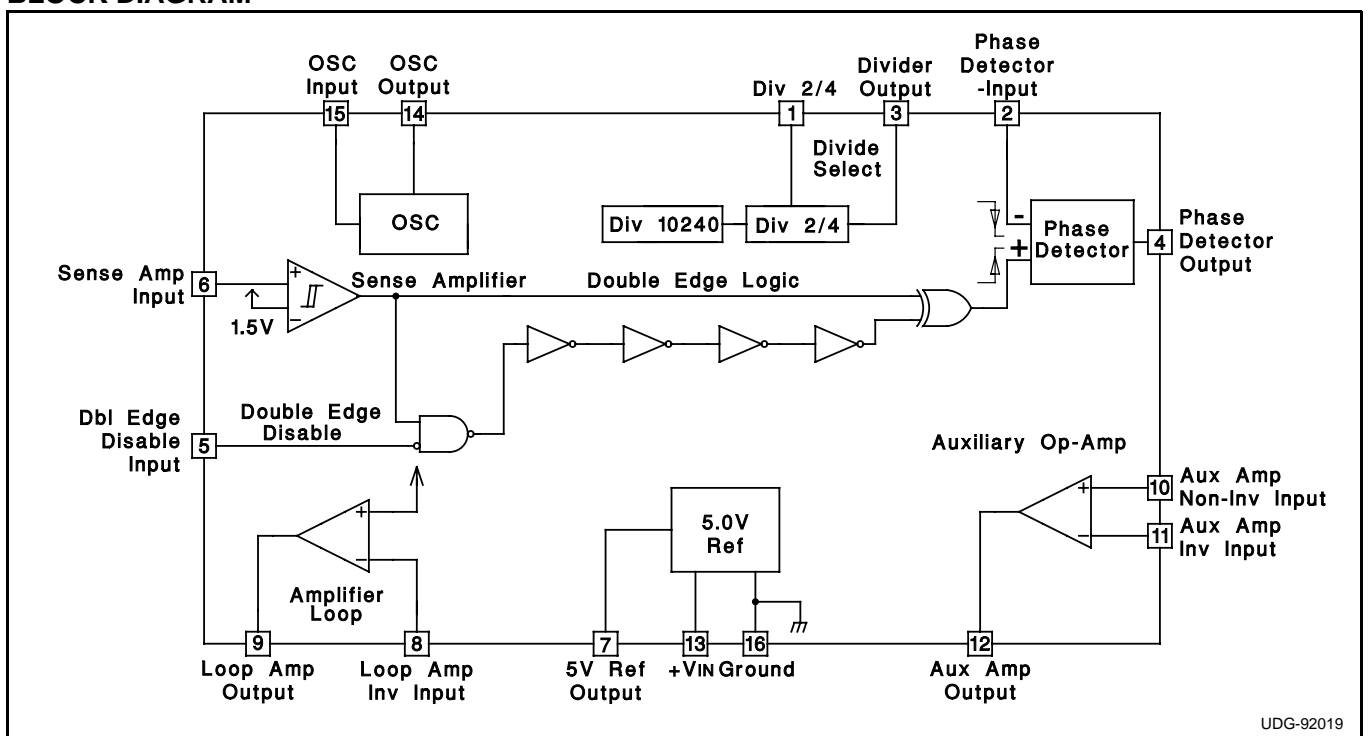 BLOCK DIAGRAM
OSC
Input
OSC
Output
Div 2/4
Divider
Output
Phase
Detector
-Input
15
14
1
3
2
Divide
Select
OSC
Div 10240
Div 2/4
-
+
Phase
Detector
4
Phase
Detector
Output
Sense Amp
Input
6
+
-
1.5V
Sense Amplifier
Double Edge Logic
Dbl Edge
Disable
Input
5
Double Edge
Disable
Auxiliary Op-Amp
+
-
10
Aux Amp
Non-Inv Input
11
Aux Amp
Inv Input
5.0V
Ref
+
-
Amplifier
Loop
9
8
7
13
16
12
Loop Amp
Output
Loop Amp
Inv Input
5V Ref
Output
+VIN
Ground
Aux Amp
Output
UDG-92019